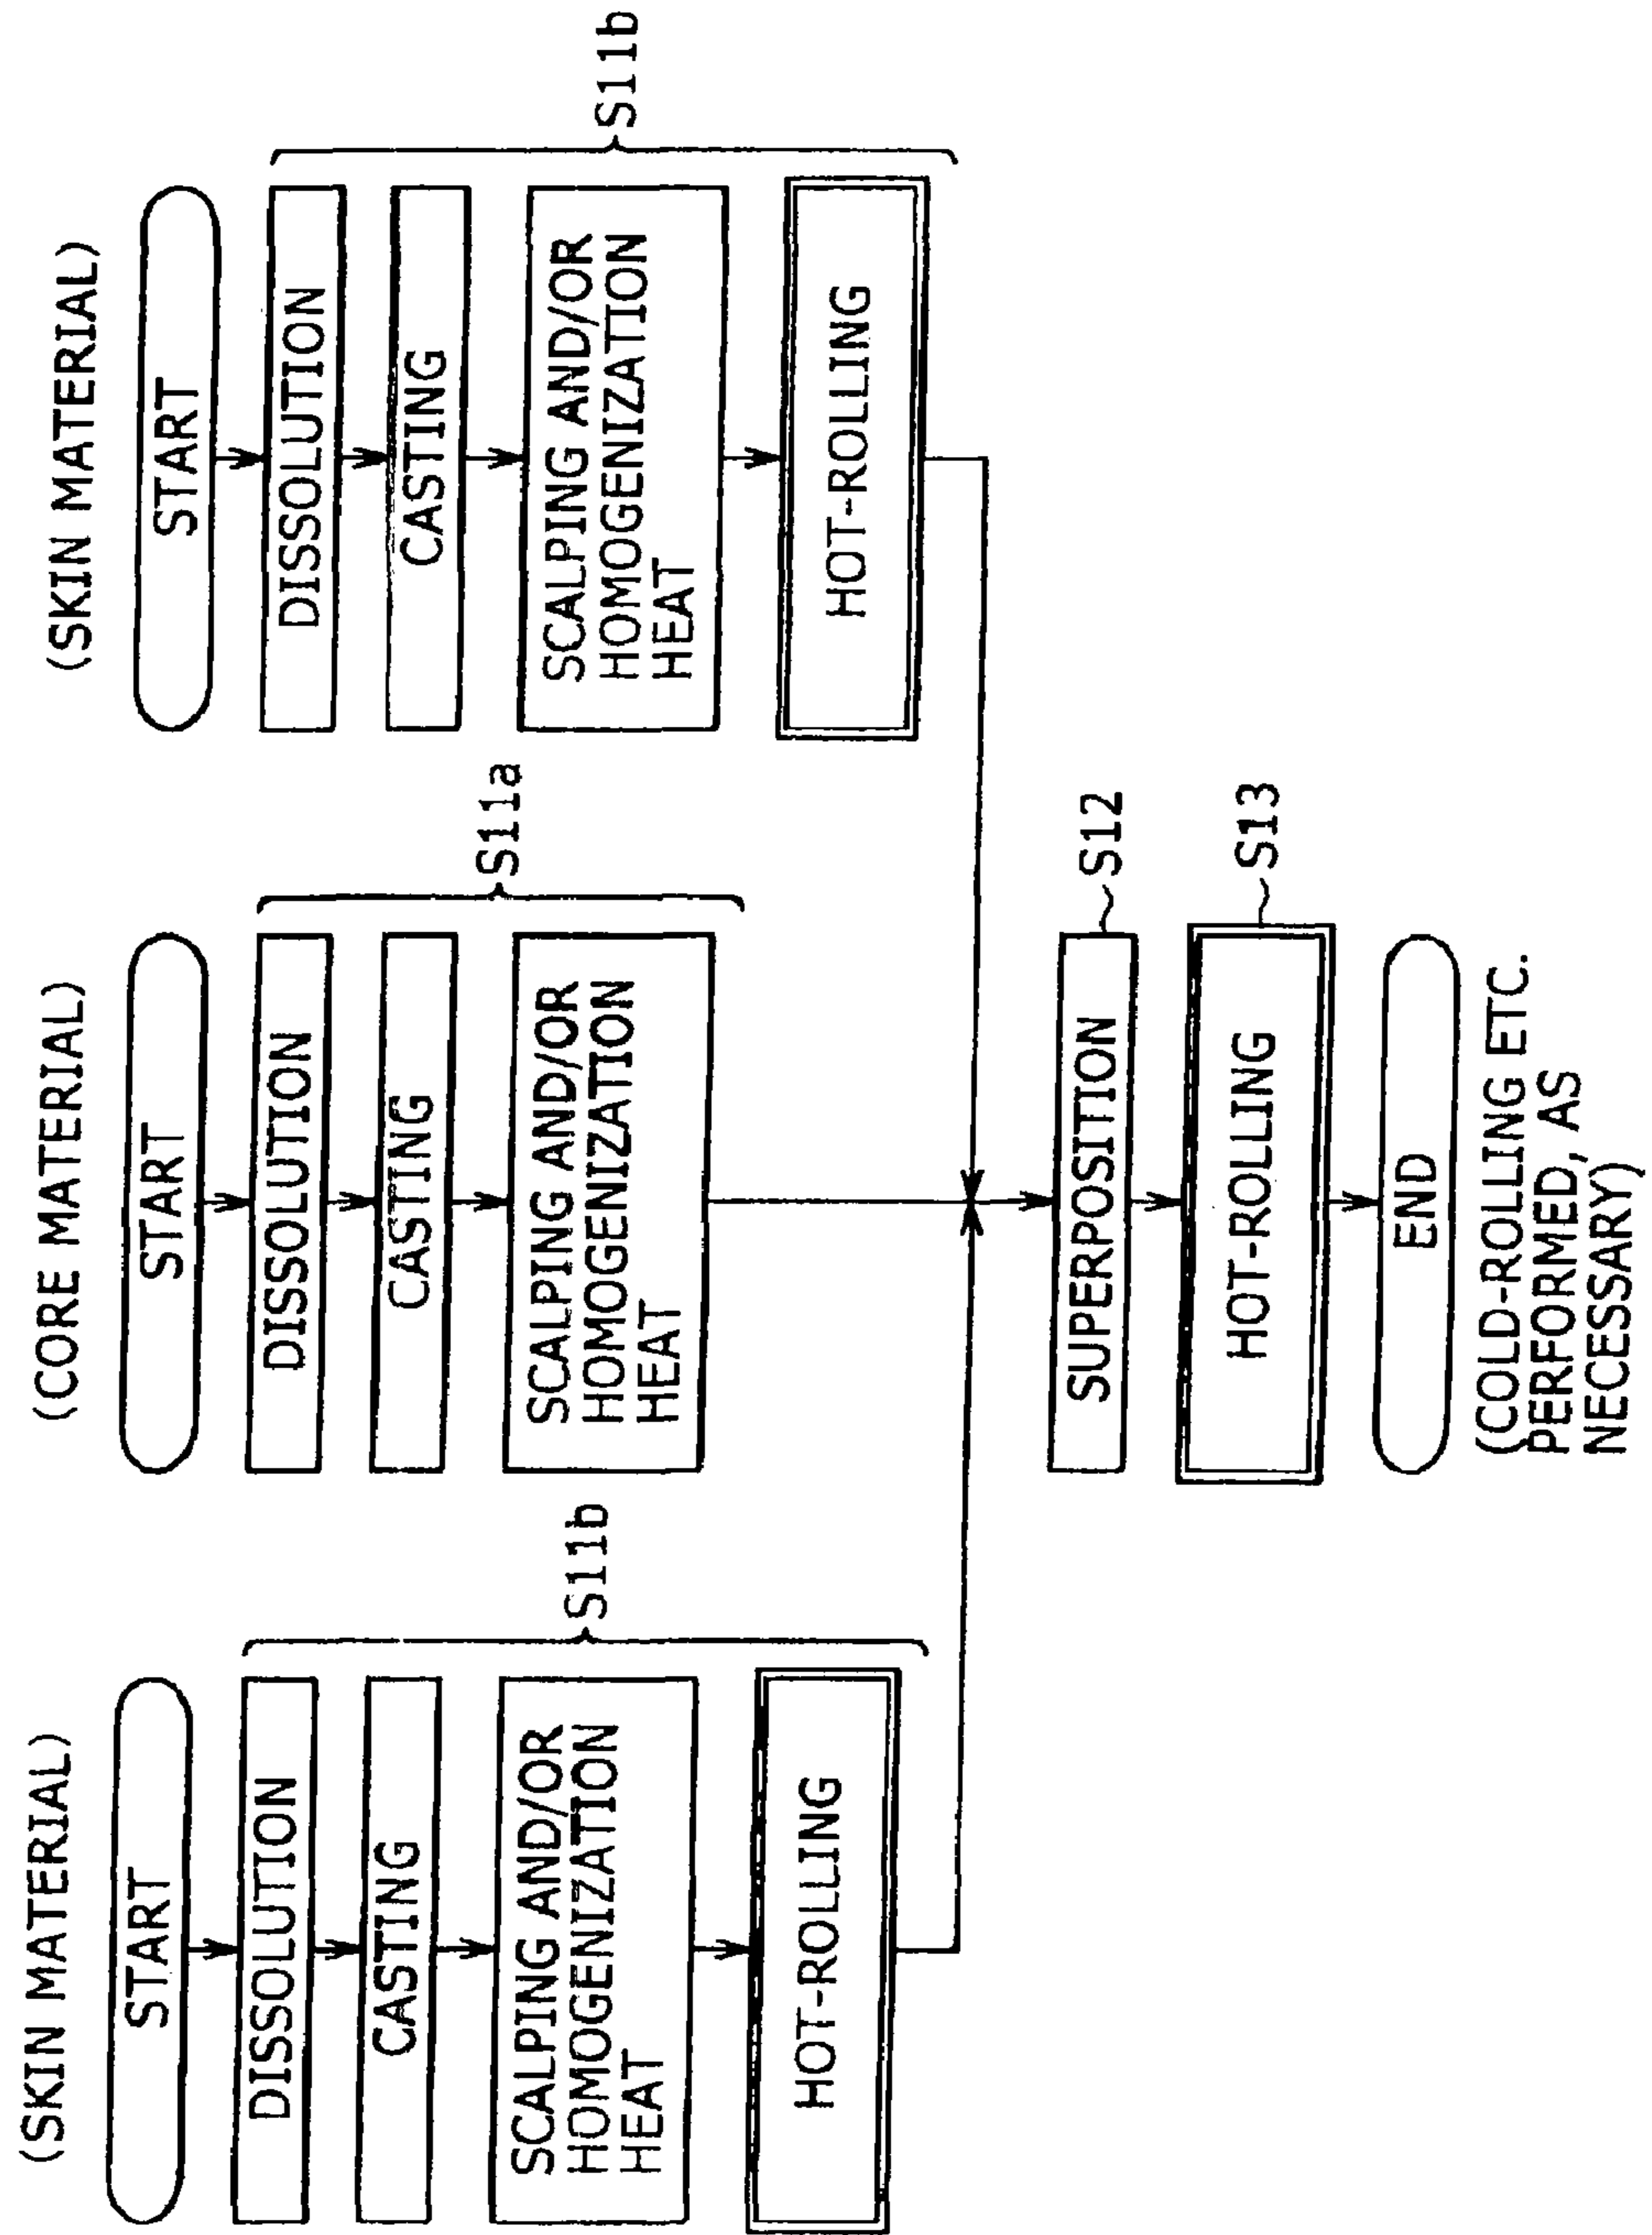 (SKIN MATERIAL)
START
DISSOLUTION
CASTING
SCALPING AND/OR
HOMOGENIZATION
HEAT
HOT-ROLLING
S11b
(CORE MATERIAL)
START
DISSOLUTION
CASTING
SCALPING AND/OR
HOMOGENIZATION
HEAT
S11a
(SKIN MATERIAL)
START
DISSOLUTION
CASTING
SCALPING AND/OR
HOMOGENIZATION
HEAT
HOT-ROLLING
S11b
SUPERPOSITION
S12
HOT-ROLLING
S13
END
(COLD-ROLLING ETC.
PERFORMED, AS
NECESSARY)